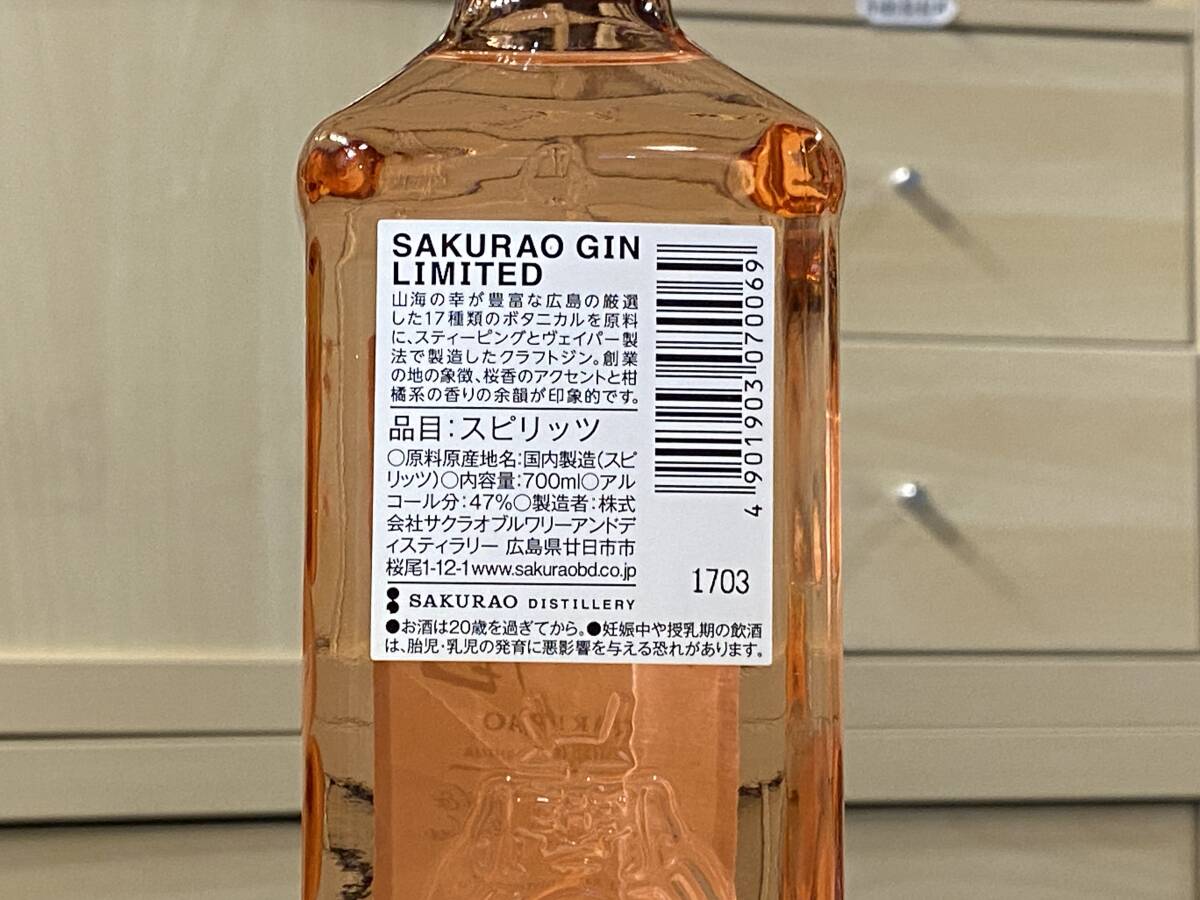 SAKURAO GIN
LIMITED
山海の幸が豊富な広島の厳選
した17種類のボタニカルを原料
に、スティーピングとヴェイパー製
法で製造したクラフトジン。創業
の地の象徴、桜香のアクセントと柑
橘系の香りの余韻が印象的です。
品目：スピリッツ
○原料原産地名：国内製造（スピ
リッツ）○内容量：700ml○アル
コール分：47%○製造者：株式
会社サクラオブルワリーアンドデ
ィスティラリー 広島県廿日市市
桜尾1-12-1www.sakuraobd.co.jp
SAKURAO DISTILLERY
●お酒は20歳を過ぎてから。●妊娠中や授乳期の飲酒
は、胎児・乳児の発育に悪影響を与える恐れがあります。
4901903070069
1703
SAKURAO